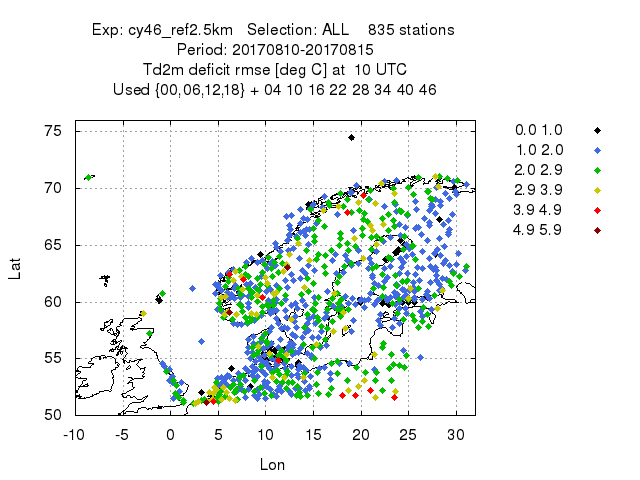 Exp: cy46_ref2.5km   Selection: ALL    835 stations
Period: 20170810-20170815
Td2m deficit rmse [deg C] at  10 UTC
Used {00,06,12,18} + 04 10 16 22 28 34 40 46
0.0 1.0
1.0 2.0
2.0 2.9
2.9 3.9
3.9 4.9
4.9 5.9
75
70
65
60
55
50
Lat
-10 -5 0 5 10 15 20 25 30
Lon